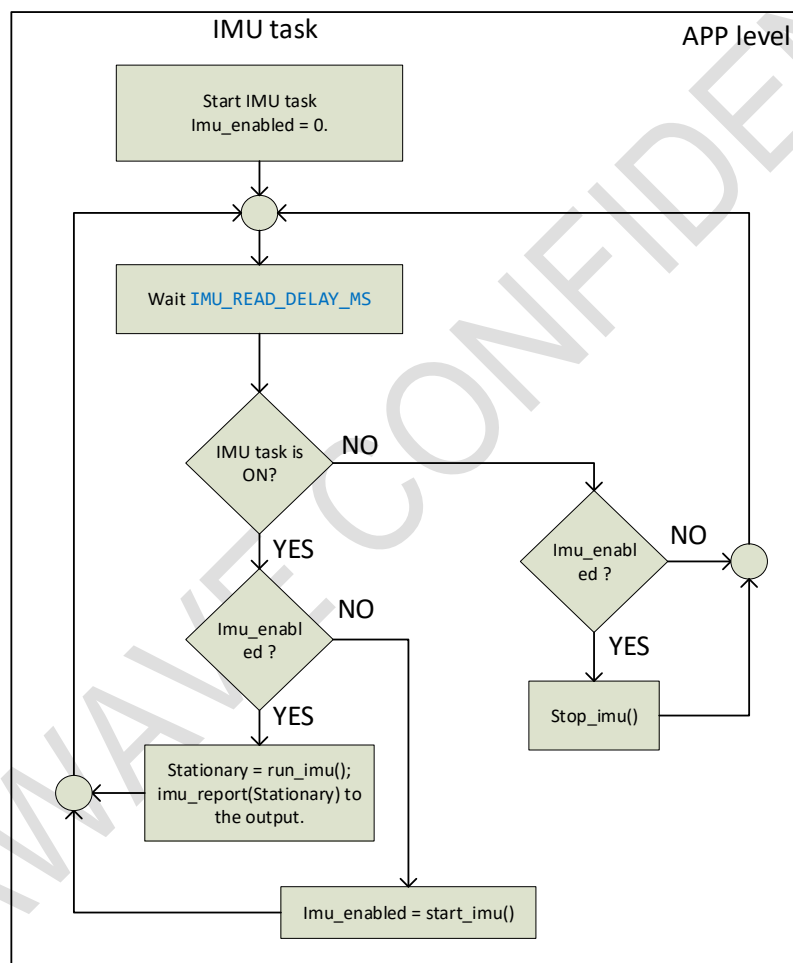 IMU task
APP level
Start IMU task
Imu_enabled = 0.
Wait IMU_READ_DELAY_MS
IMU task is
ON?
NO
YES
Imu_enabl
ed ?
NO
YES
Stop_imu()
Imu_enabl
ed ?
NO
YES
Stationary = run_imu();
imu_report(Stationary) to
the output.
Imu_enabled = start_imu()
WAVE CONFIDEN